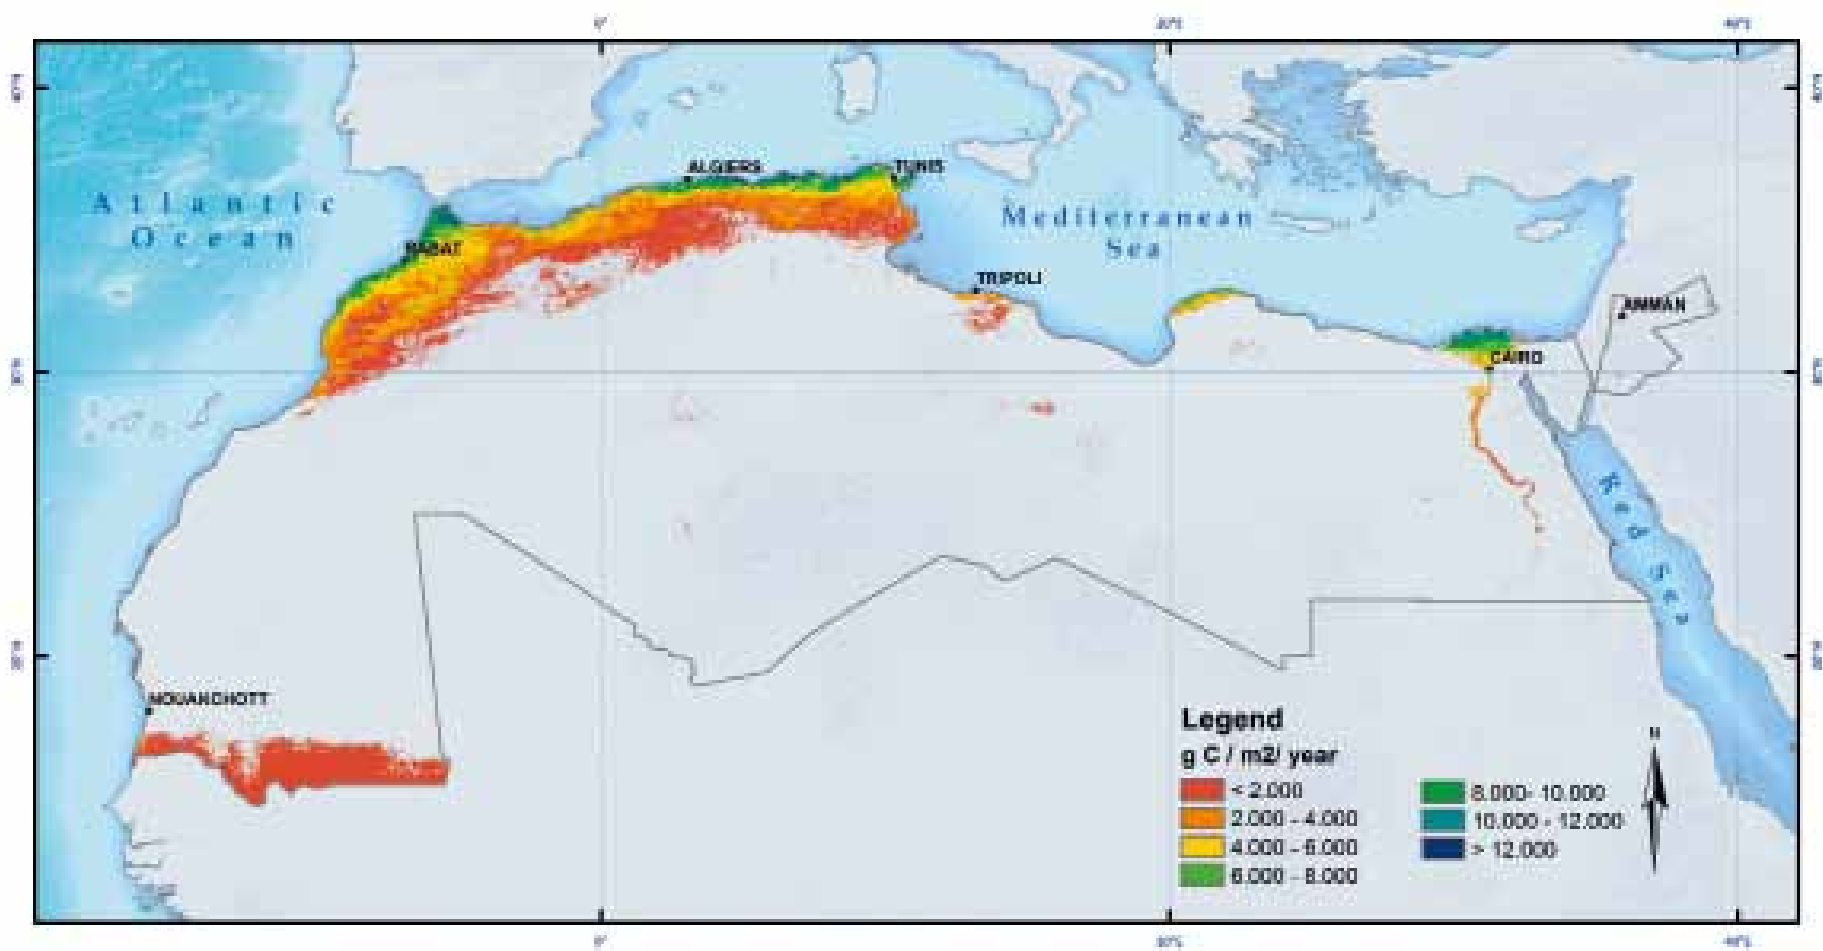 0°
ALGIERS
TUNIS
Atlantic
Ocean
RABAT
Mediterranean
Sea
TRIPOLI
AMMAN
CAIRO
Red Sea
NOUAKCHOTT
Legend
g C / m2/ year
< 2.000
2.000 - 4.000
4.000 - 6.000
6.000 - 8.000
8.000- 10.000
10.000 - 12.000
> 12.000
N
0°